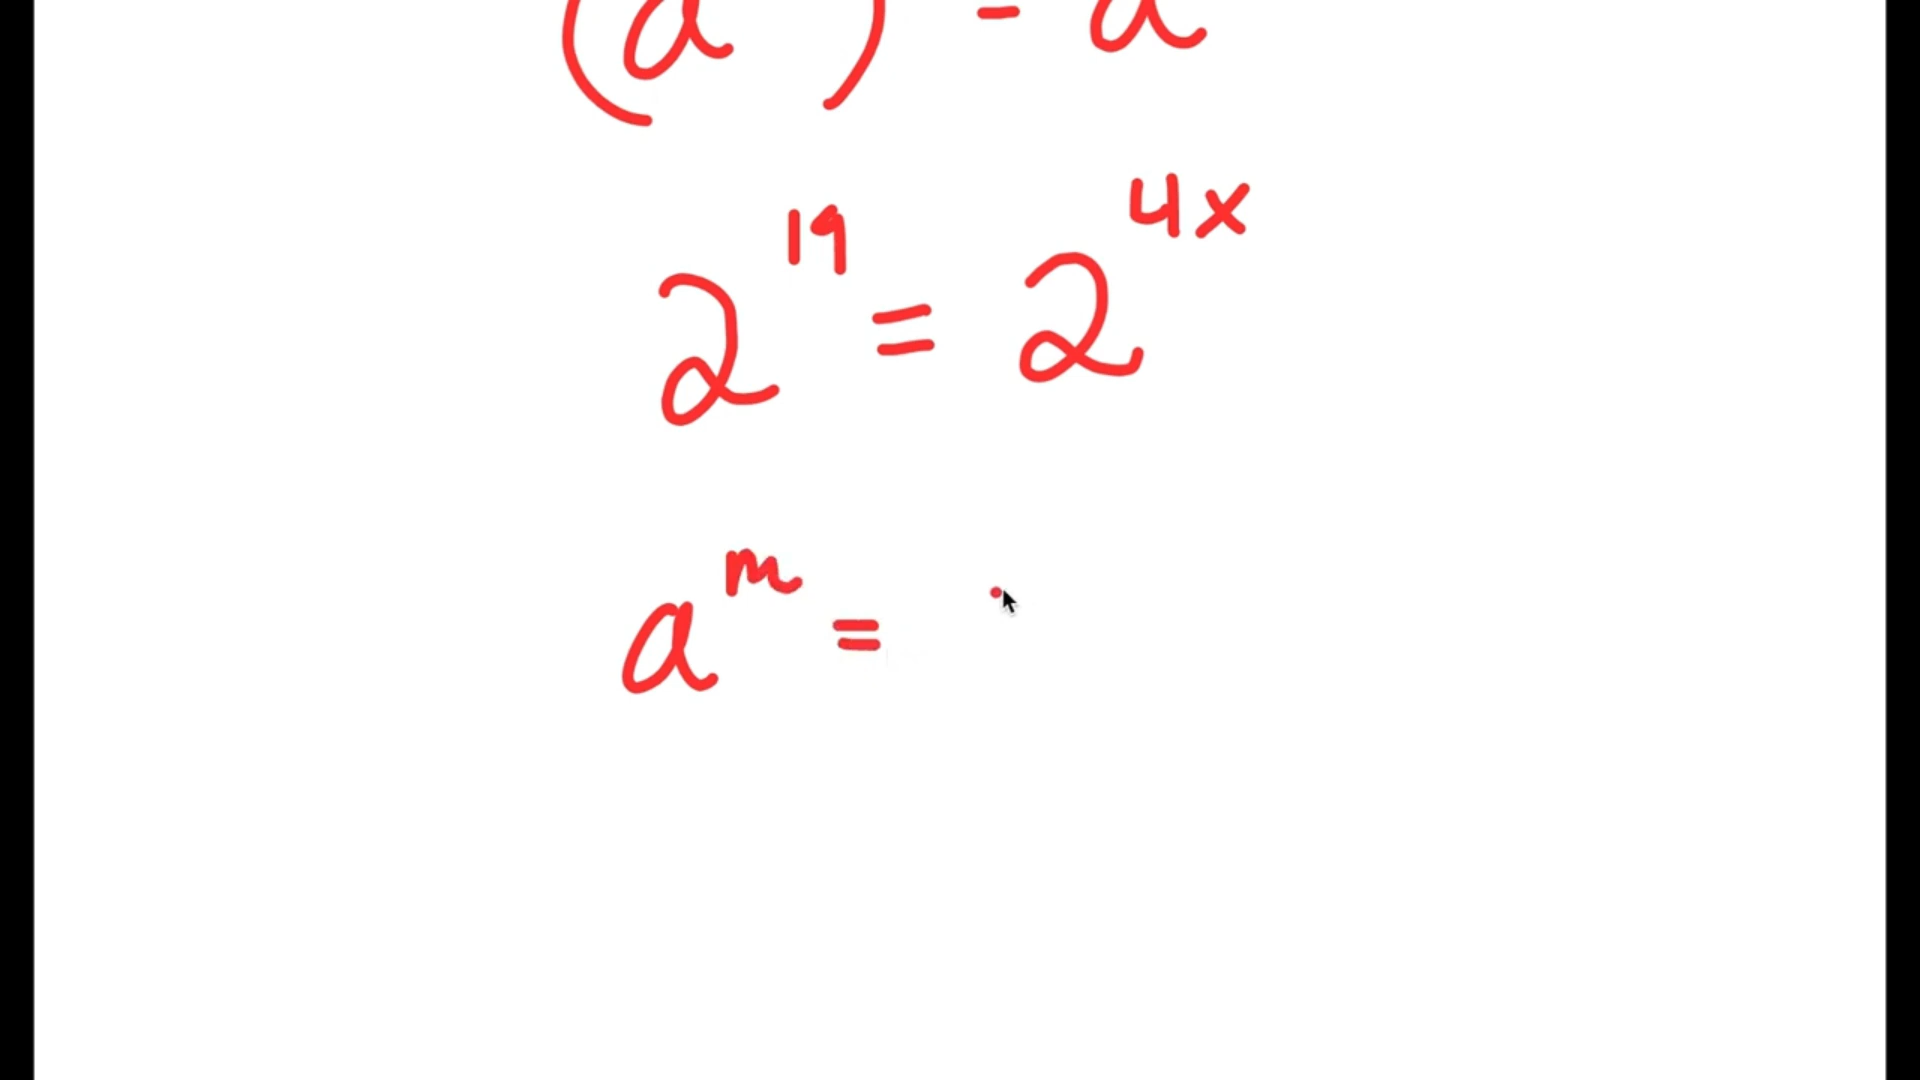 (a ) = a
2^19 = 2^4x
a^m =